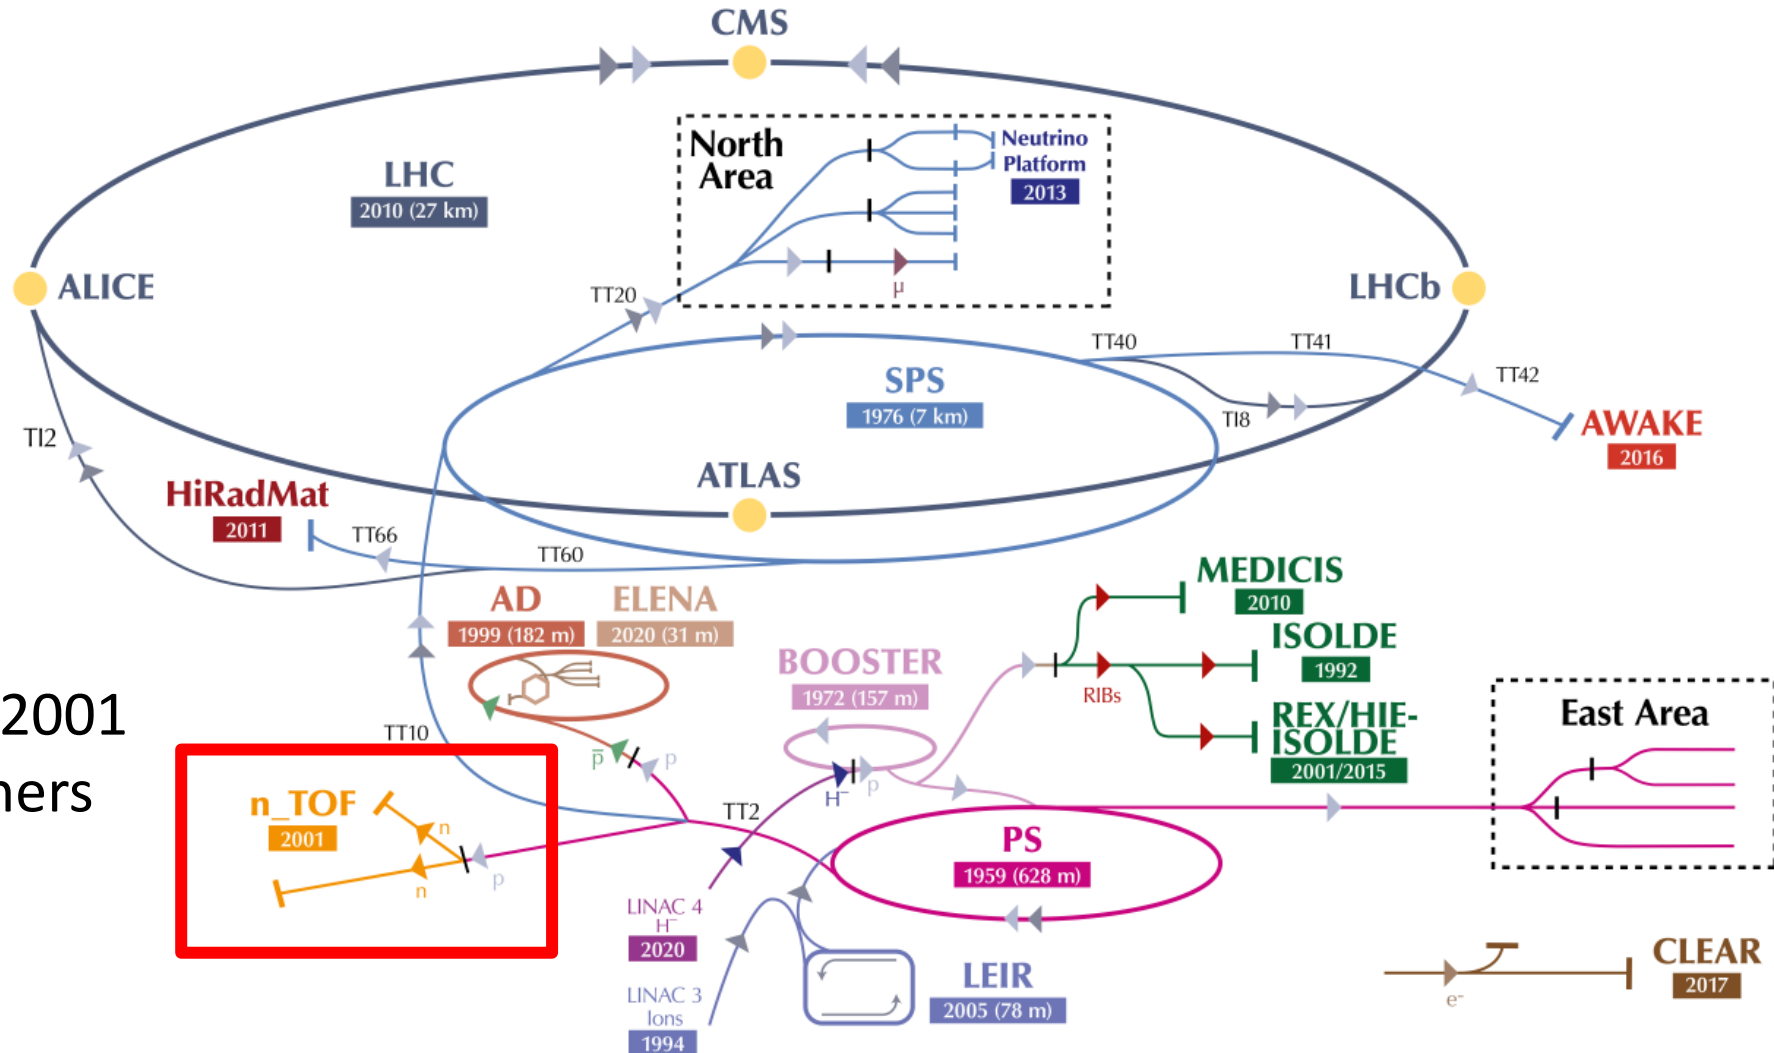 CMS
North
Area
Neutrino
Platform
2013
LHC
2010 (27 km)
μ
ALICE
LHCb
TT20
TT40
TT41
TT42
SPS
1976 (7 km)
TI8
AWAKE
2016
TI2
ATLAS
HiRadMat
2011
TT66
TT60
MEDICIS
2010
AD
1999 (182 m)
ELENA
2020 (31 m)
ISOLDE
1992
BOOSTER
1972 (157 m)
RIBs
REX/HIE-
ISOLDE
2001/2015
East Area
2001
TT10
p̄
p
H⁻
p
TT2
n_TOF
2001
n
n
p
PS
1959 (628 m)
LINAC 4
H⁻
2020
LINAC 3
Ions
1994
LEIR
2005 (78 m)
CLEAR
2017
e⁻